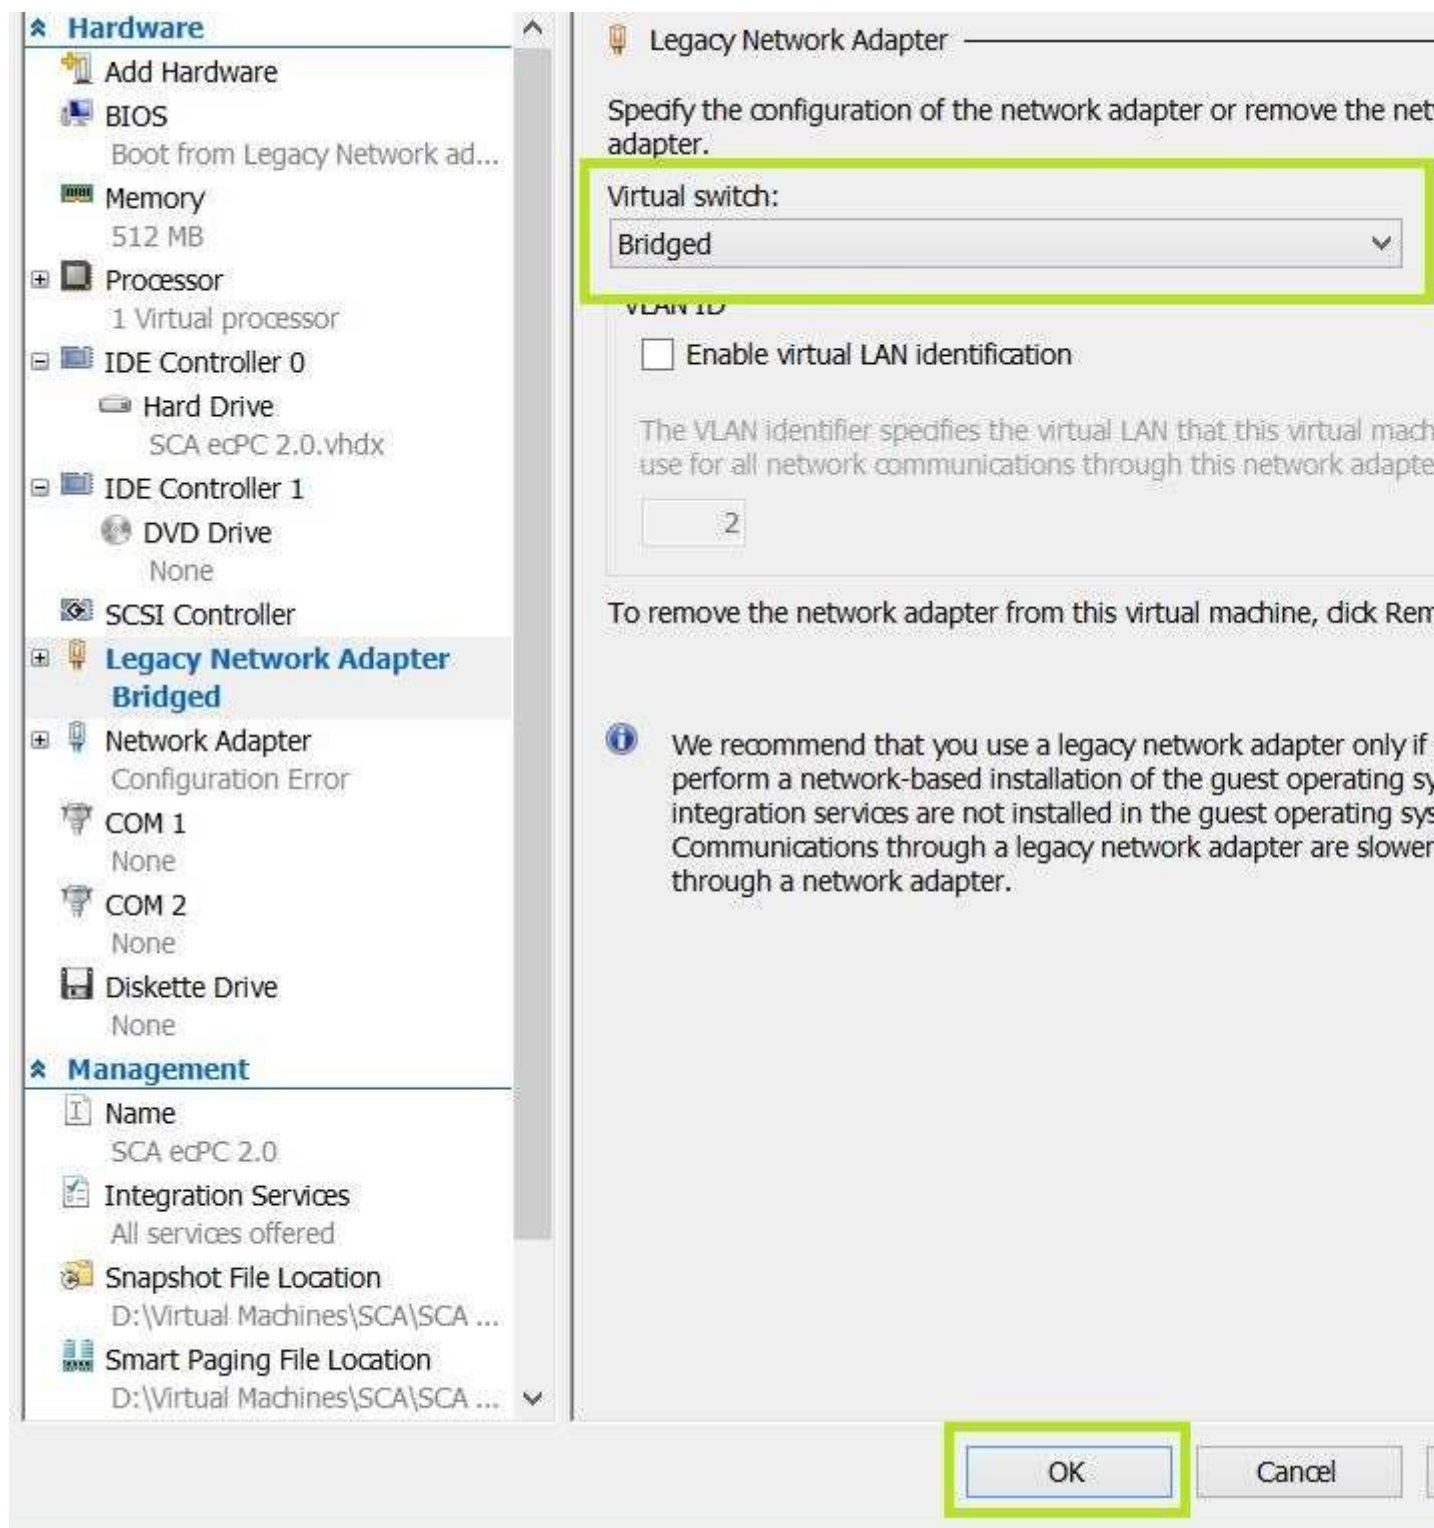 Hardware
Add Hardware
BIOS
Boot from Legacy Network ad...
Memory
512 MB
Processor
1 Virtual processor
IDE Controller 0
Hard Drive
SCA ecPC 2.0.vhdx
IDE Controller 1
DVD Drive
None
SCSI Controller
Legacy Network Adapter
Bridged
Network Adapter
Configuration Error
COM 1
None
COM 2
None
Diskette Drive
None
Management
Name
SCA ecPC 2.0
Integration Services
All services offered
Snapshot File Location
D:\Virtual Machines\SCA\SCA ...
Smart Paging File Location
D:\Virtual Machines\SCA\SCA ...
Legacy Network Adapter
Specify the configuration of the network adapter or remove the net
adapter.
Virtual switch:
Bridged
VLAN ID
Enable virtual LAN identification
The VLAN identifier specifies the virtual LAN that this virtual mach
use for all network communications through this network adapte
2
To remove the network adapter from this virtual machine, click Rem
We recommend that you use a legacy network adapter only if
perform a network-based installation of the guest operating sy
integration services are not installed in the guest operating sys
Communications through a legacy network adapter are slower
through a network adapter.
OK
Cancel